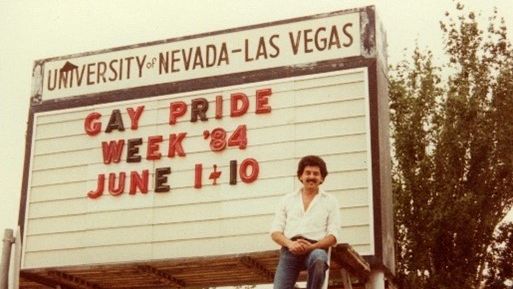 UNIVERSITY OF NEVADA–LAS VEGAS
GAY PRIDE
WEEK '84
JUNE 1-10